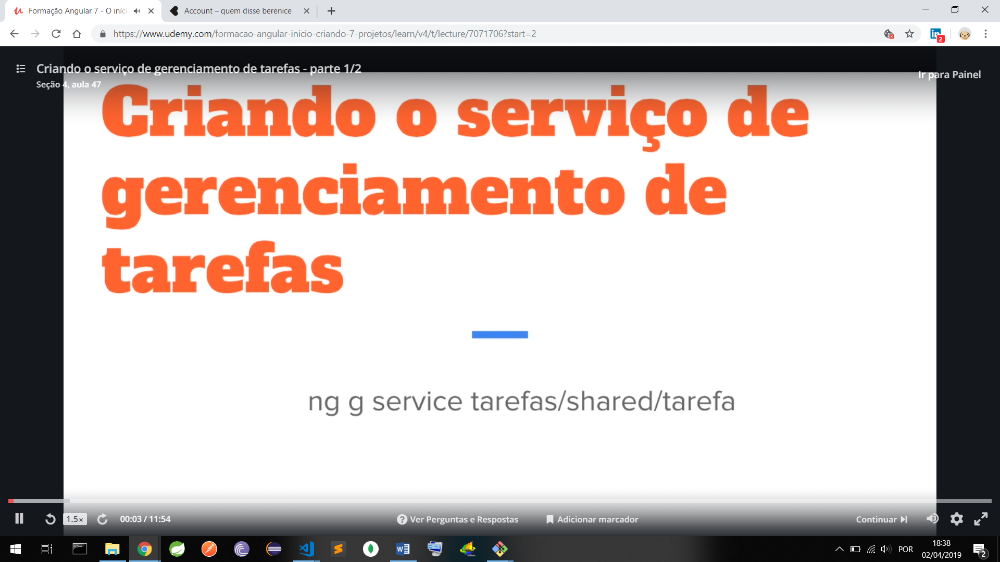 Formação Angular 7 - O iníci
Account – quem disse berenice
https://www.udemy.com/formacao-angular-inicio-criando-7-projetos/learn/v4/t/lecture/7071706?start=2
2
Criando o serviço de gerenciamento de tarefas - parte 1/2
Seção 4, aula 47
Ir para Painel
Criando o serviço de
gerenciamento de
tarefas
ng g service tarefas/shared/tarefa
1.5×
00:03 / 11:54
? Ver Perguntas e Respostas
Adicionar marcador
Continuar
POR
18:38
02/04/2019
2